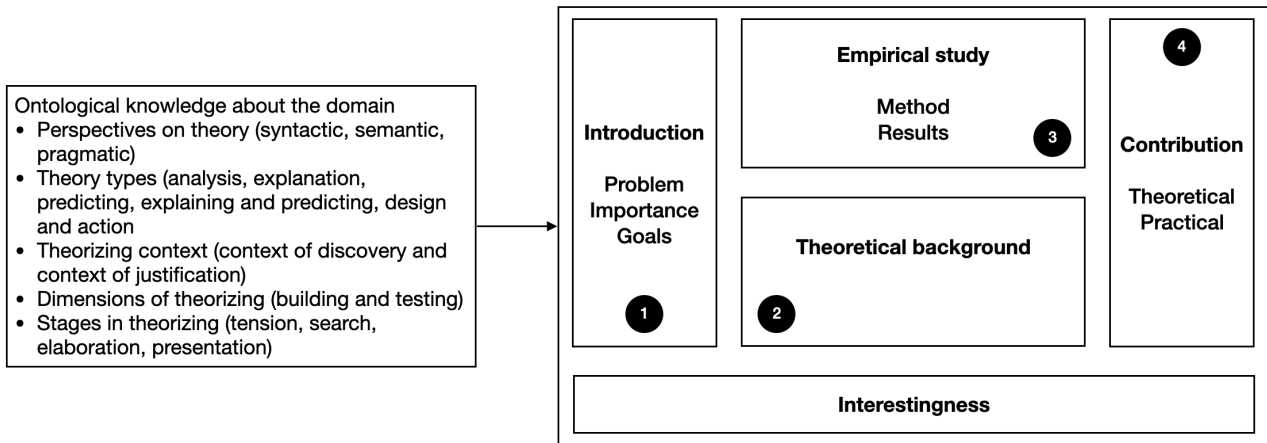 Ontological knowledge about the domain
• Perspectives on theory (syntactic, semantic,
pragmatic)
• Theory types (analysis, explanation,
predicting, explaining and predicting, design
and action
• Theorizing context (context of discovery and
context of justification)
• Dimensions of theorizing (building and testing)
• Stages in theorizing (tension, search,
elaboration, presentation)
Introduction
Problem
Importance
Goals
1
Theoretical background
2
Empirical study
Method
Results
3
4
Contribution
Theoretical
Practical
Interestingness